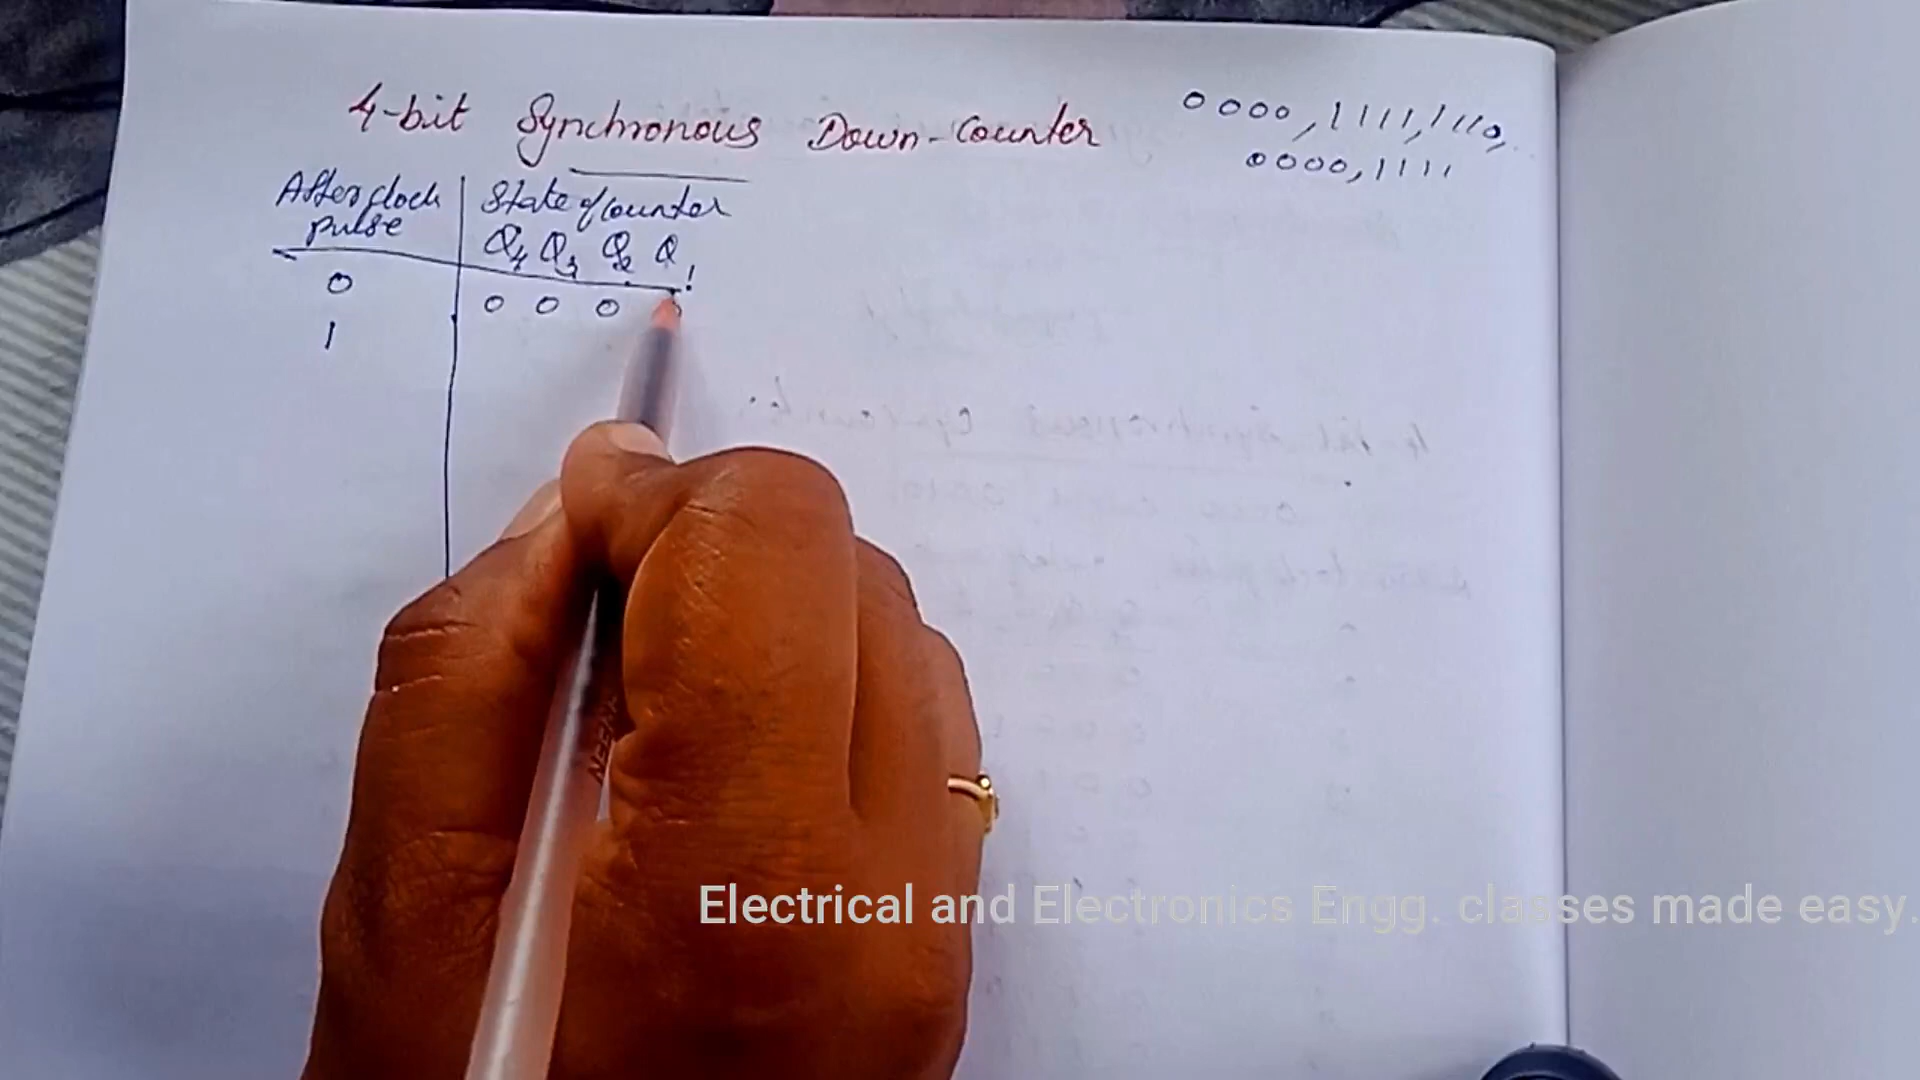 4-bit Synchronous Down-Counter
0000, 1111, 1110, ..
0000, 1111
After clock pulse
State of counter
Q4 Q3 Q2 Q1
0 0 0 0
1
Electrical and Electronics Engg. classes made easy.